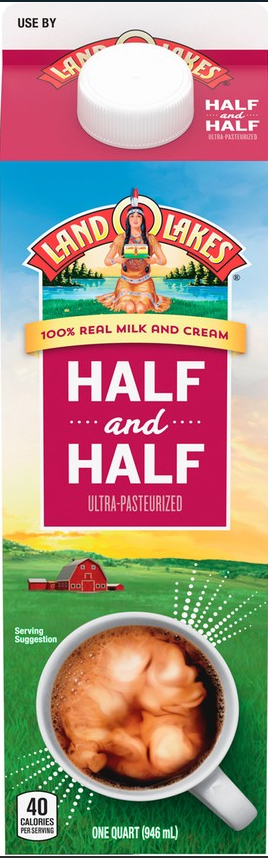 USE BY
LAND O LAKES
HALF
and
HALF
ULTRA-PASTEURIZED
LAND O LAKES®
100% REAL MILK AND CREAM
HALF
and
HALF
ULTRA-PASTEURIZED
Serving
Suggestion
40
CALORIES
PER SERVING
ONE QUART (946 mL)